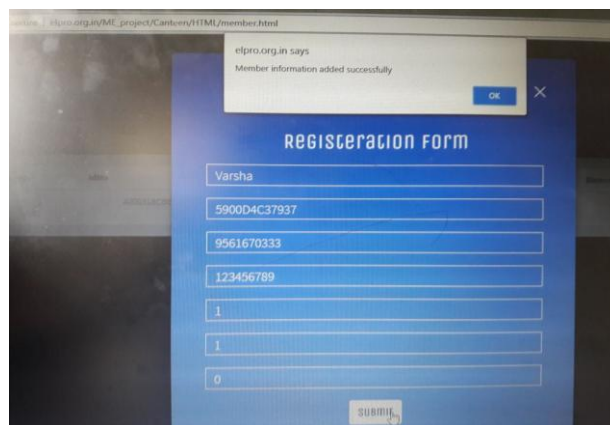 elpro.org.in/ME_project/Canteen/HTML/member.html
elpro.org.in says
Member information added successfully
OK
Registeration Form
Varsha
5900D4C37937
9561670333
123456789
1
1
0
submit